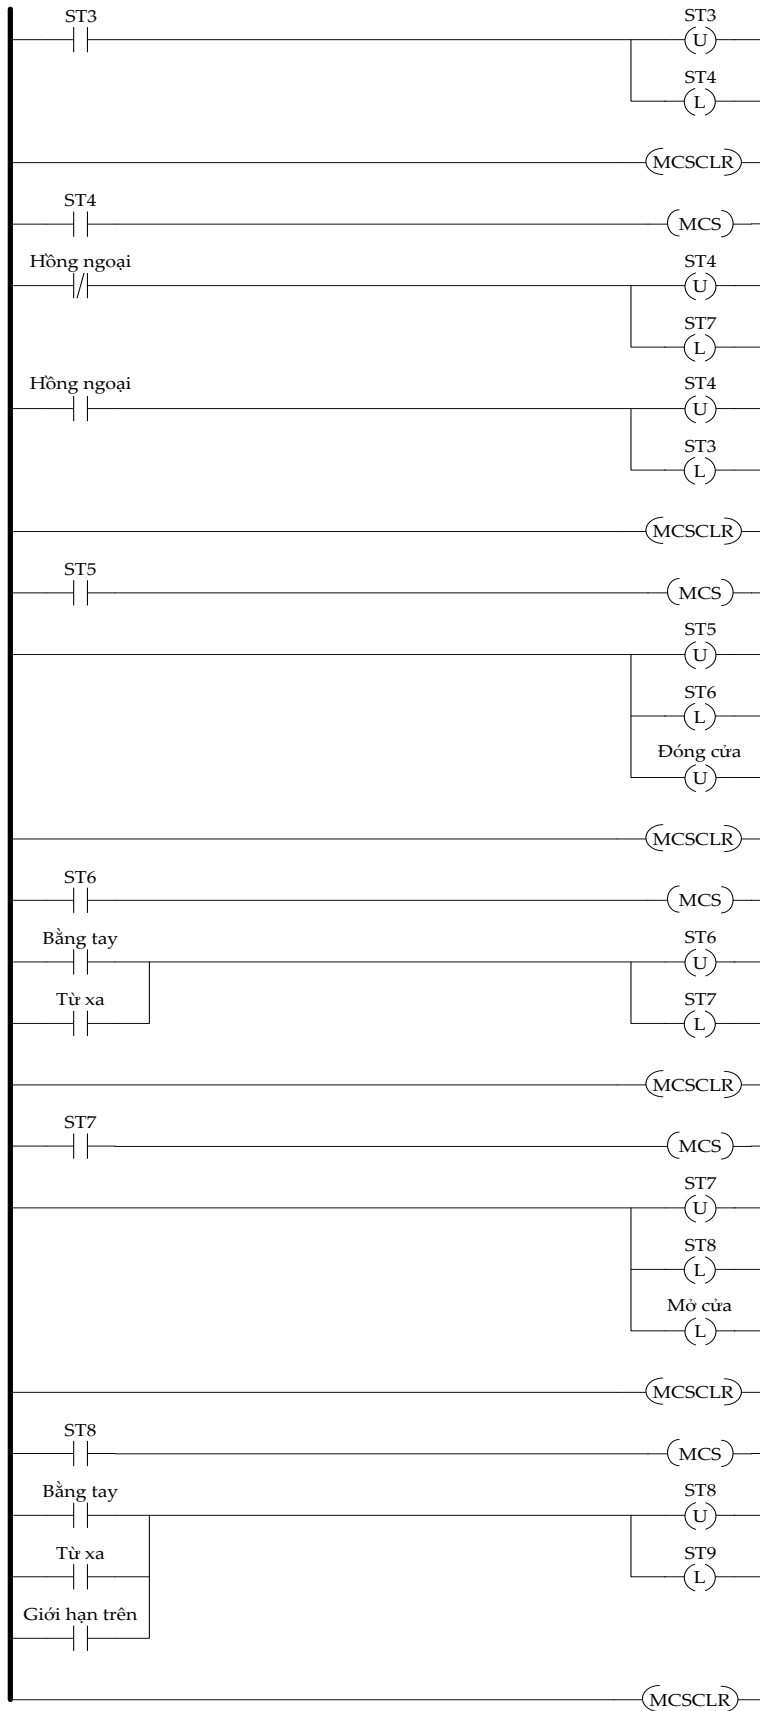 ST3 ST3
U
ST4
L
MCSCLR
ST4
MCS
Hồng ngoại ST4
U
ST7
L
Hồng ngoại ST4
U
ST3
L
MCSCLR
ST5
MCS
ST5
U
ST6
L
Đóng cửa
U
MCSCLR
ST6
MCS
Bằng tay ST6
U
Từ xa ST7
L
MCSCLR
ST7
MCS
ST7
U
ST8
L
Mở cửa
L
MCSCLR
ST8
MCS
Bằng tay ST8
U
Từ xa ST9
L
Giới hạn trên
MCSCLR